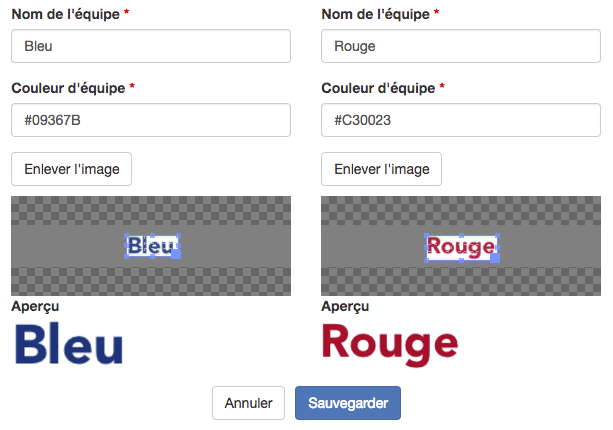 Nom de l'équipe *
Bleu
Couleur d'équipe *
#09367B
Enlever l'image
Bleu
Aperçu
Bleu
Nom de l'équipe *
Rouge
Couleur d'équipe *
#C30023
Enlever l'image
Rouge
Aperçu
Rouge
Annuler
Sauvegarder